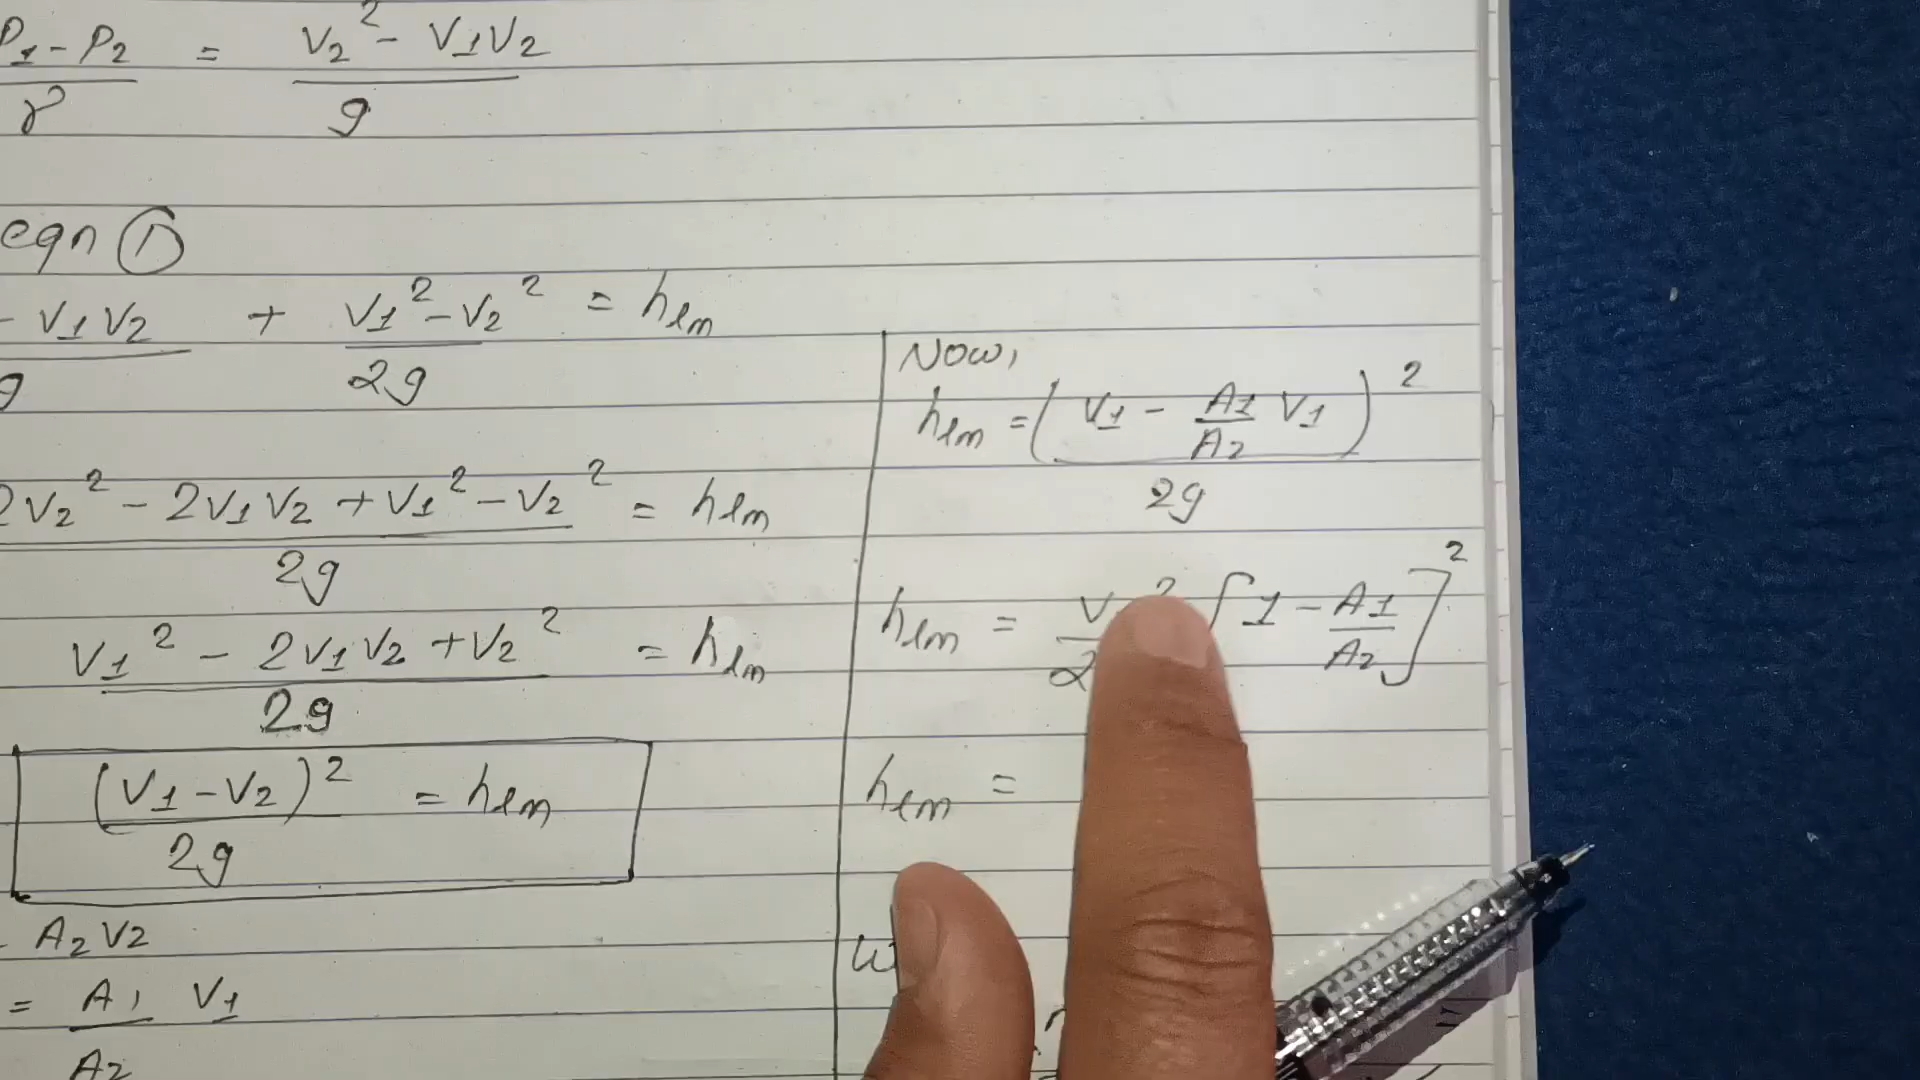 P1 - P2 / γ = V2² - V1V2 / g
eqn ①
- V1V2 / g + V1² - V2² / 2g = hlm
2V2² - 2V1V2 + V1² - V2² / 2g = hlm
V1² - 2V1V2 + V2² / 2g = hlm
(V1 - V2)² / 2g = hlm
A2V2
= A1 / A2 V1
Now,
hlm = (V1 - A1/A2 V1)² / 2g
hlm = V ² / 2 [1 - A1/A2]²
hlm =